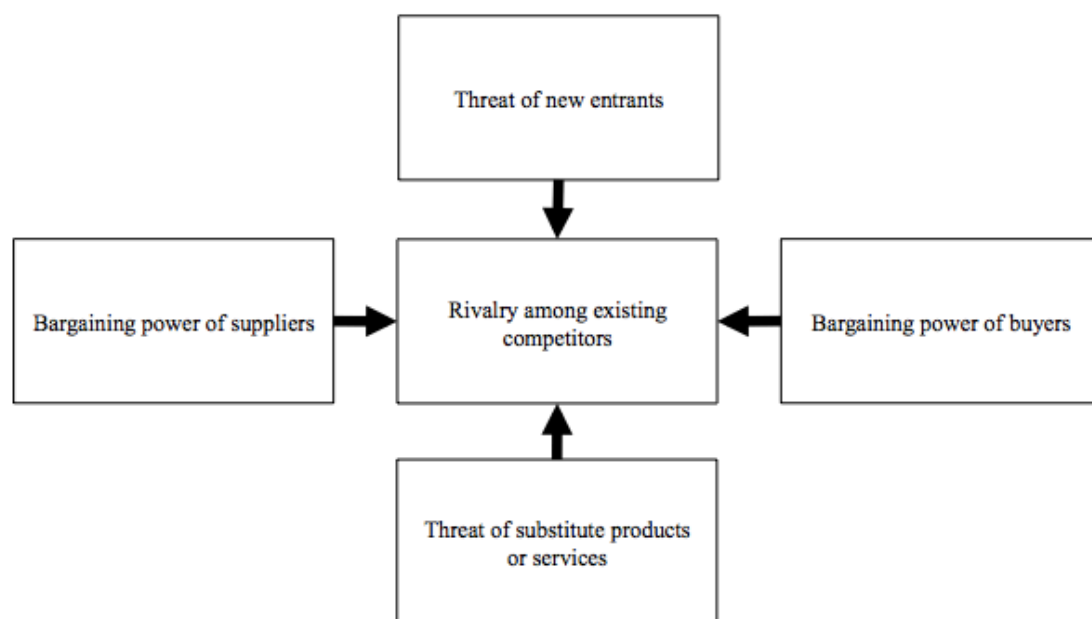 Threat of new entrants
Bargaining power of suppliers
Rivalry among existing
competitors
Bargaining power of buyers
Threat of substitute products
or services